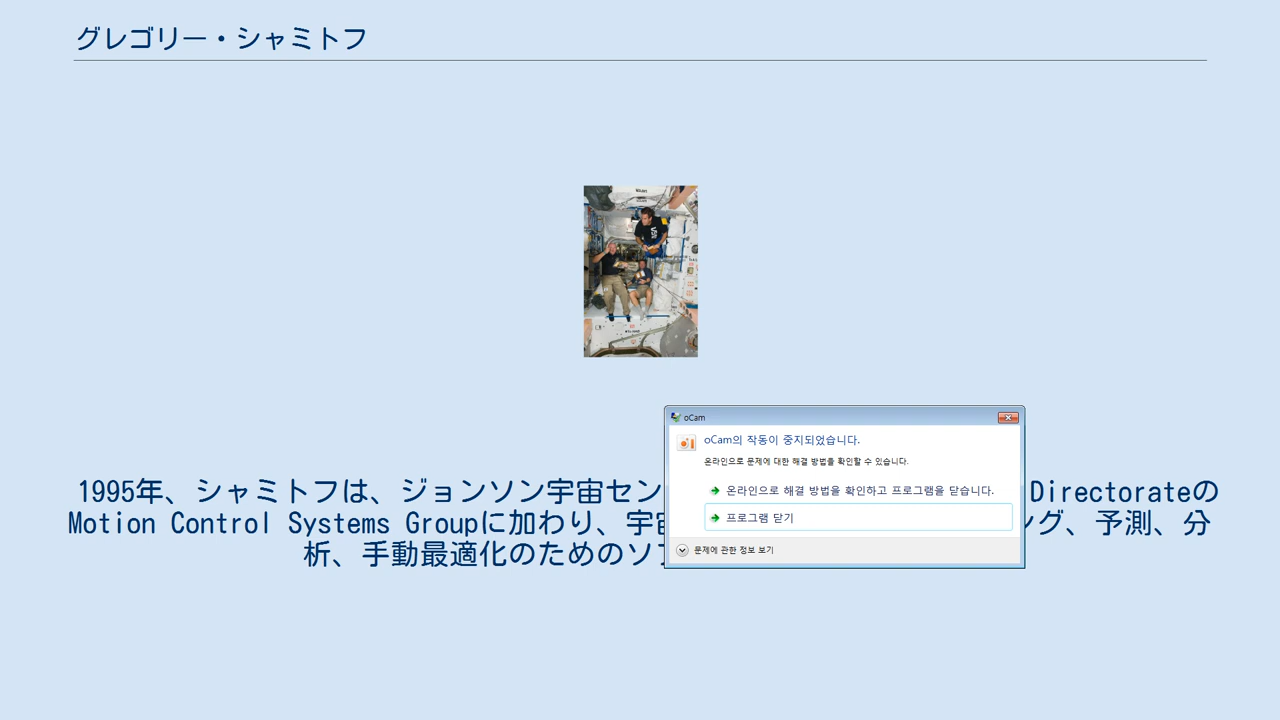 グレゴリー・シャミトフ
oCam
oCam의 작동이 중지되었습니다.
온라인으로 문제에 대한 해결 방법을 확인할 수 있습니다.
온라인으로 해결 방법을 확인하고 프로그램을 닫습니다.
프로그램 닫기
문제에 관한 정보 보기
1995年、シャミトフは、ジョンソン宇宙セン Directorateの
Motion Control Systems Groupに加わり、宇 ング、予測、分
析、手動最適化のためのソ